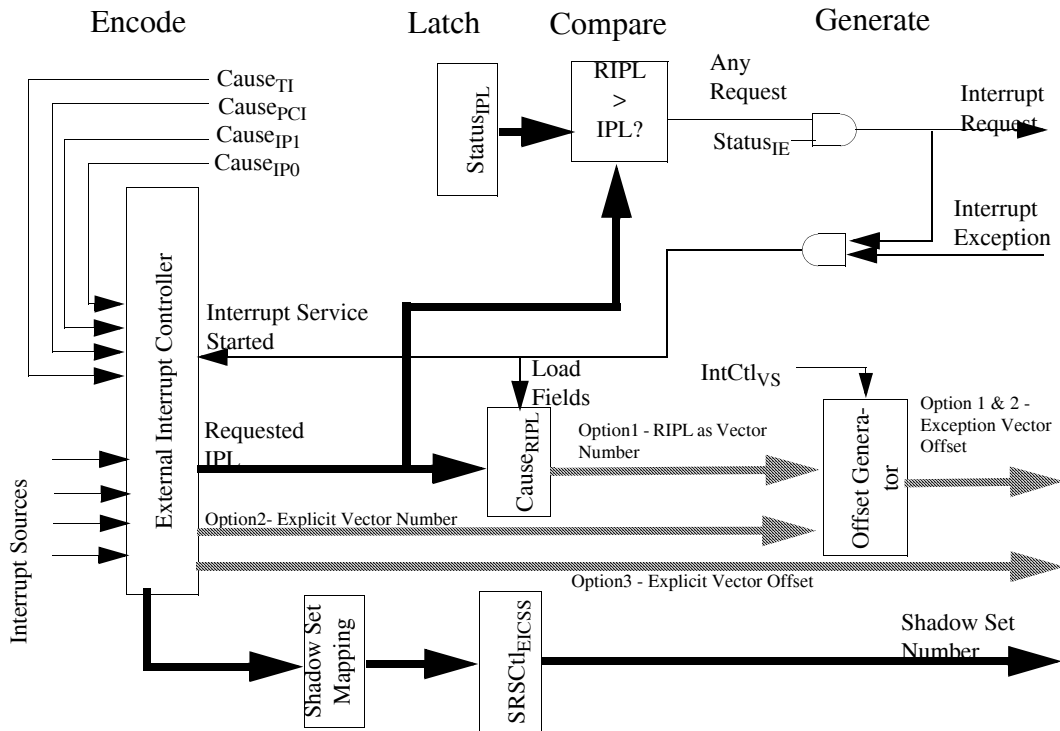 Encode
Latch
Compare
Generate
Cause_TI
Cause_PCI
Cause_IP1
Cause_IP0
Status_IPL
RIPL
>
IPL?
Any
Request
Status_IE
Interrupt
Request
Interrupt
Exception
External Interrupt Controller
Interrupt Service
Started
Load
Fields
IntCtl_VS
Requested
IPL
Cause_RIPL
Option1 - RIPL as Vector
Number
Offset Genera-
tor
Option 1 & 2 -
Exception Vector
Offset
Interrupt Sources
Option2- Explicit Vector Number
Option3 - Explicit Vector Offset
Shadow Set
Mapping
SRSCtl_EICSS
Shadow Set
Number